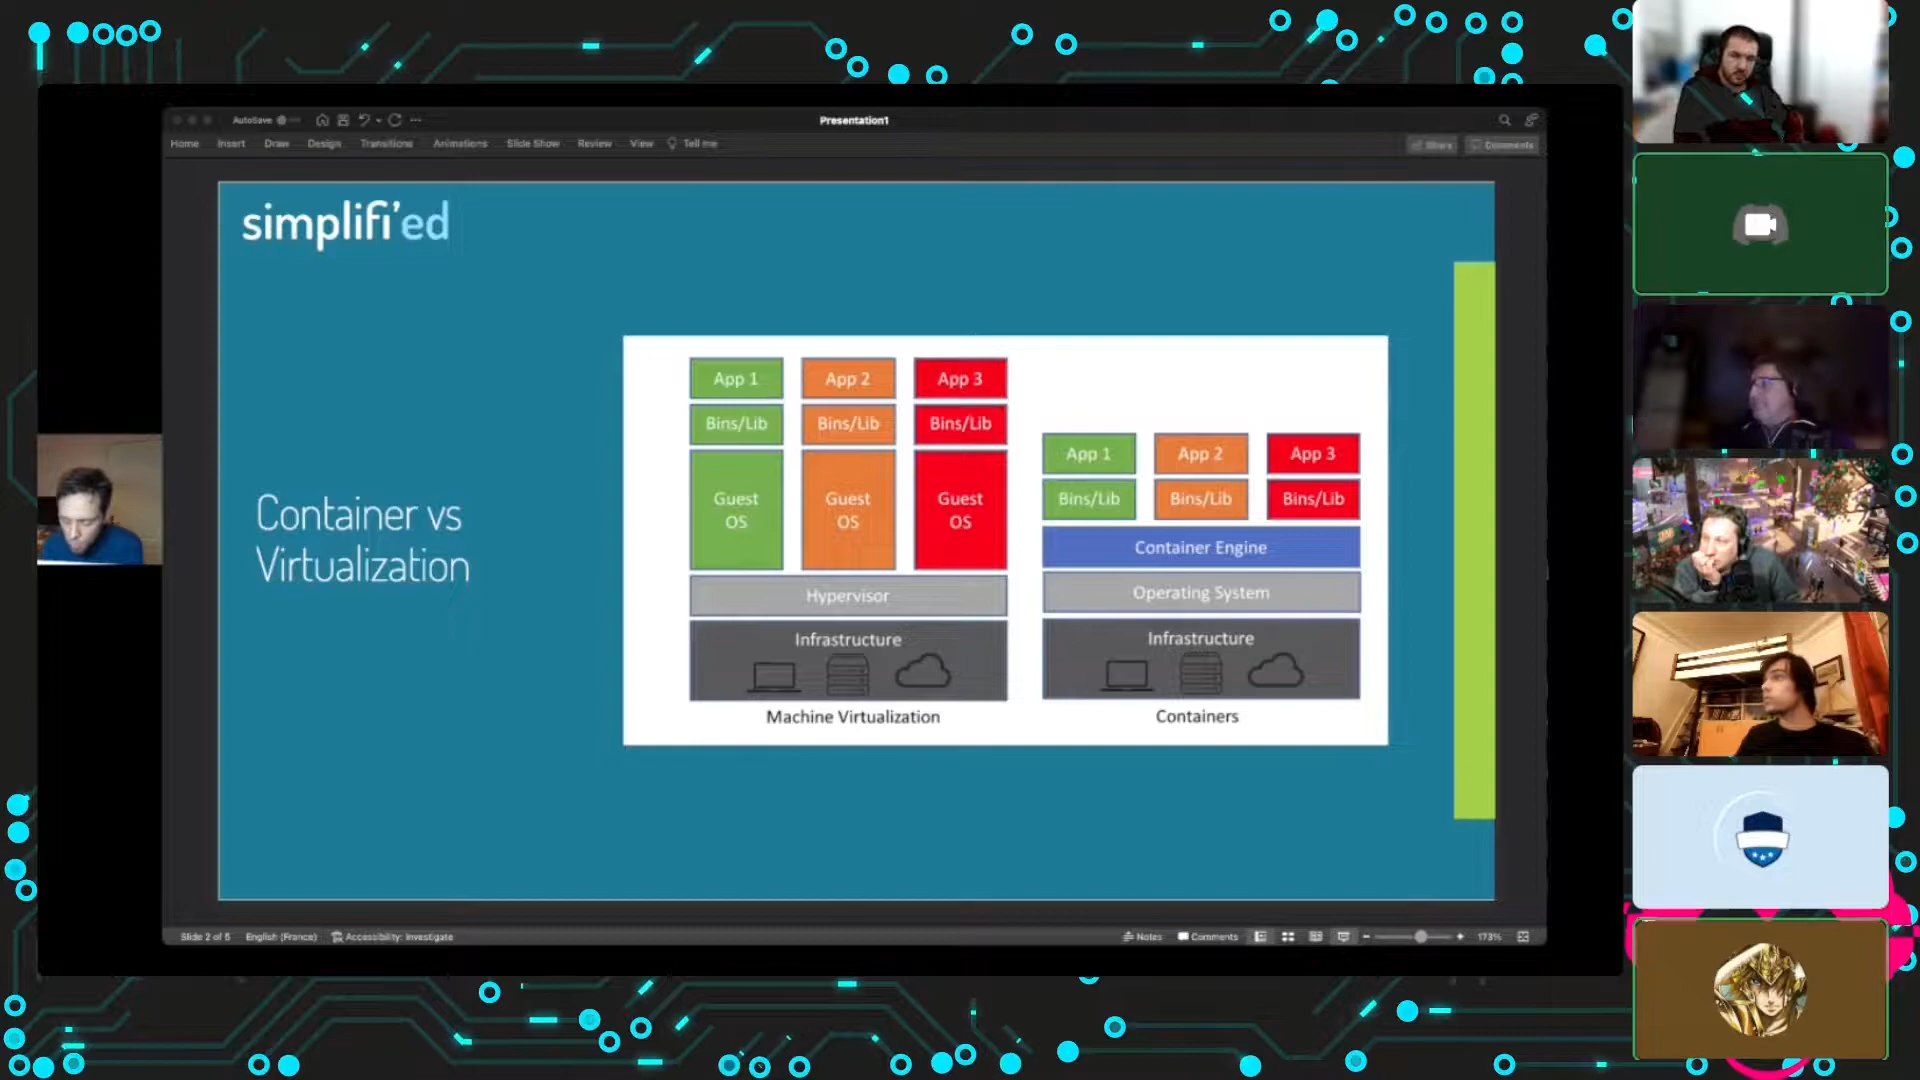 AutoSave
Presentation1
Home Insert Draw Design Transitions Animations Slide Show Review View Tell me
Share Comments
simplifi'ed
Container vs
Virtualization
App 1 App 2 App 3
Bins/Lib Bins/Lib Bins/Lib
Guest
OS
Guest
OS
Guest
OS
Hypervisor
Infrastructure
Machine Virtualization
App 1 App 2 App 3
Bins/Lib Bins/Lib Bins/Lib
Container Engine
Operating System
Infrastructure
Containers
Slide 2 of 5 English (France) Accessibility: Investigate
Notes Comments 173%